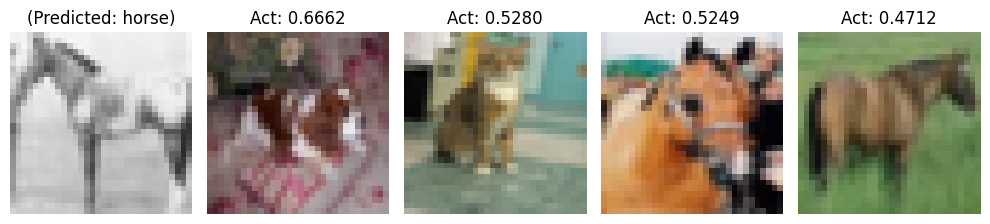 (Predicted: horse)
Act: 0.6662
Act: 0.5280
Act: 0.5249
Act: 0.4712